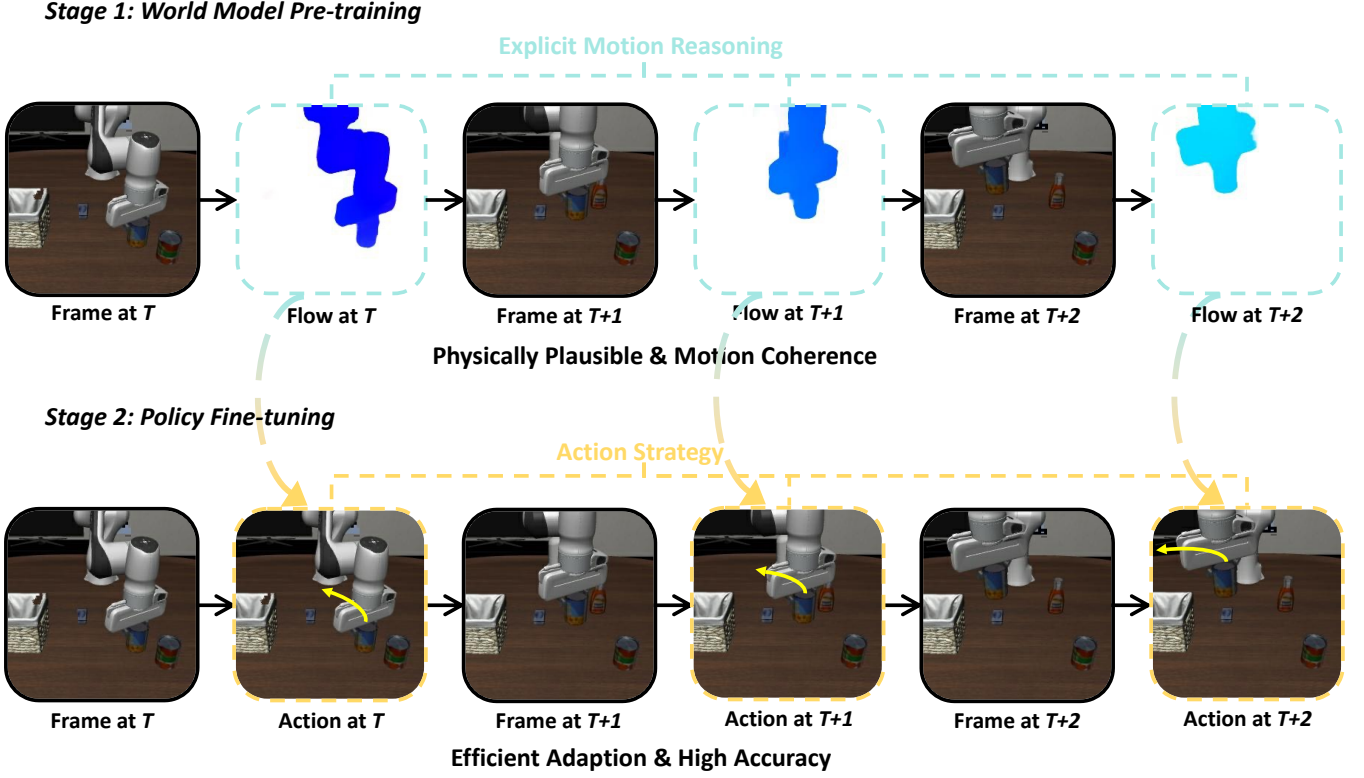 Stage 1: World Model Pre-training
Explicit Motion Reasoning
Frame at T
Flow at T
Frame at T+1
Flow at T+1
Frame at T+2
Flow at T+2
Physically Plausible & Motion Coherence
Stage 2: Policy Fine-tuning
Action Strategy
Frame at T
Action at T
Frame at T+1
Action at T+1
Frame at T+2
Action at T+2
Efficient Adaption & High Accuracy